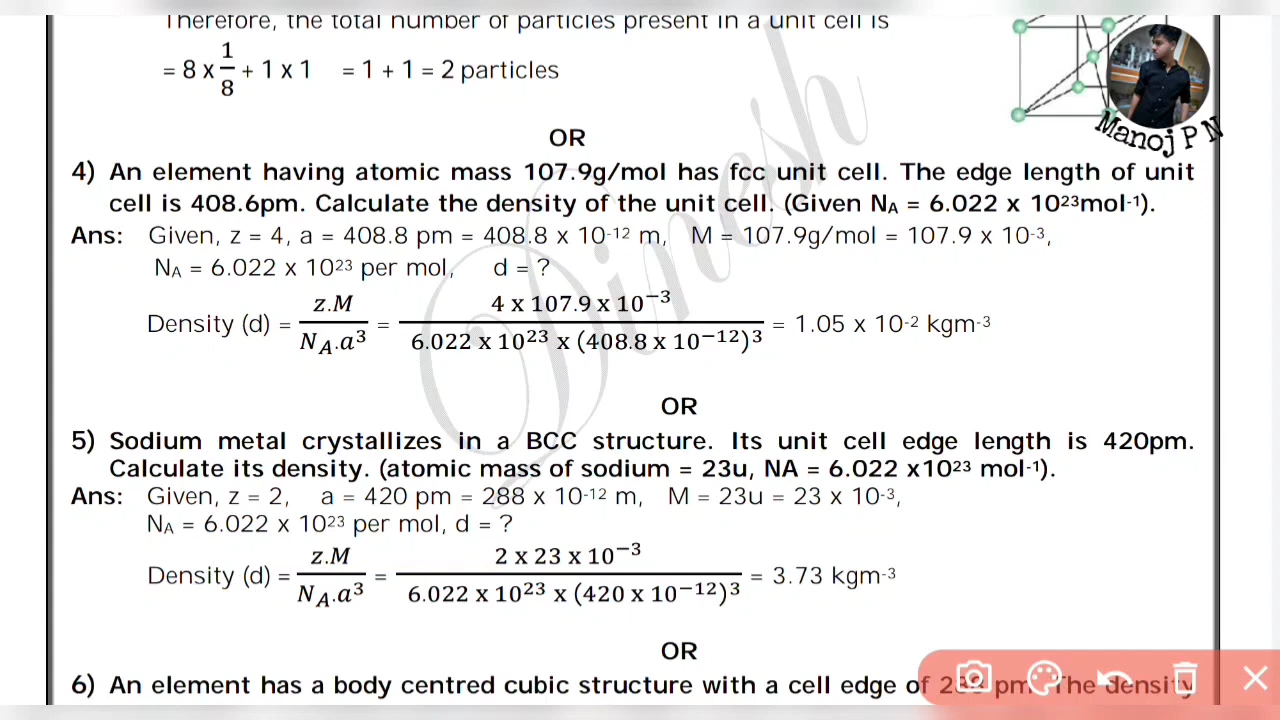 Therefore, the total number of particles present in a unit cell is
= 8 x 1/8 + 1 x 1 = 1 + 1 = 2 particles
Manoj P N
OR
4) An element having atomic mass 107.9g/mol has fcc unit cell. The edge length of unit
cell is 408.6pm. Calculate the density of the unit cell. (Given NA = 6.022 x 10²³mol⁻¹).
Ans: Given, z = 4, a = 408.8 pm = 408.8 x 10⁻¹² m, M = 107.9g/mol = 107.9 x 10⁻³,
NA = 6.022 x 10²³ per mol, d = ?
Density (d) = z.M / NA.a³ = 4 x 107.9 x 10⁻³ / 6.022 x 10²³ x (408.8 x 10⁻¹²)³ = 1.05 x 10⁻² kgm⁻³
OR
5) Sodium metal crystallizes in a BCC structure. Its unit cell edge length is 420pm.
Calculate its density. (atomic mass of sodium = 23u, NA = 6.022 x10²³ mol⁻¹).
Ans: Given, z = 2, a = 420 pm = 288 x 10⁻¹² m, M = 23u = 23 x 10⁻³,
NA = 6.022 x 10²³ per mol, d = ?
Density (d) = z.M / NA.a³ = 2 x 23 x 10⁻³ / 6.022 x 10²³ x (420 x 10⁻¹²)³ = 3.73 kgm⁻³
OR
6) An element has a body centred cubic structure with a cell edge of pm. The density
Dinesh